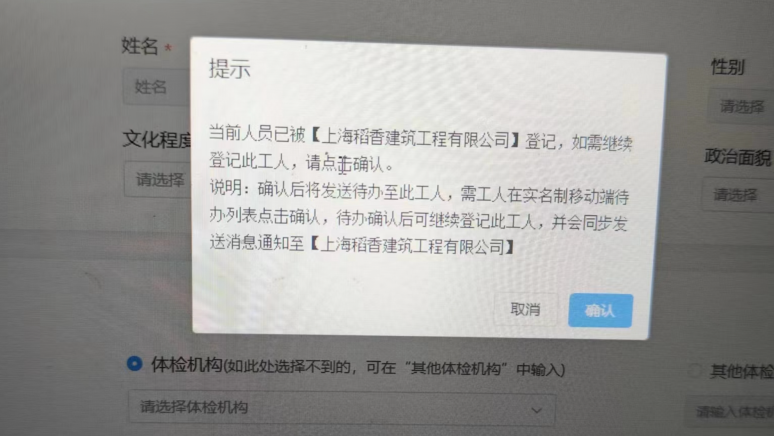 姓名 *
姓名
性别
请选择
文化程度
请选择
政治面貌
请选择
提示
当前人员已被【上海稻香建筑工程有限公司】登记，如需继续
登记此工人，请点击确认。
说明：确认后将发送待办至此工人，需工人在实名制移动端待
办列表点击确认，待办确认后可继续登记此工人，并会同步发
送消息通知至【上海稻香建筑工程有限公司】
取消
确认
体检机构(如此处选择不到的，可在“其他体检机构”中输入)
其他体检
请选择体检机构
请输入体检机